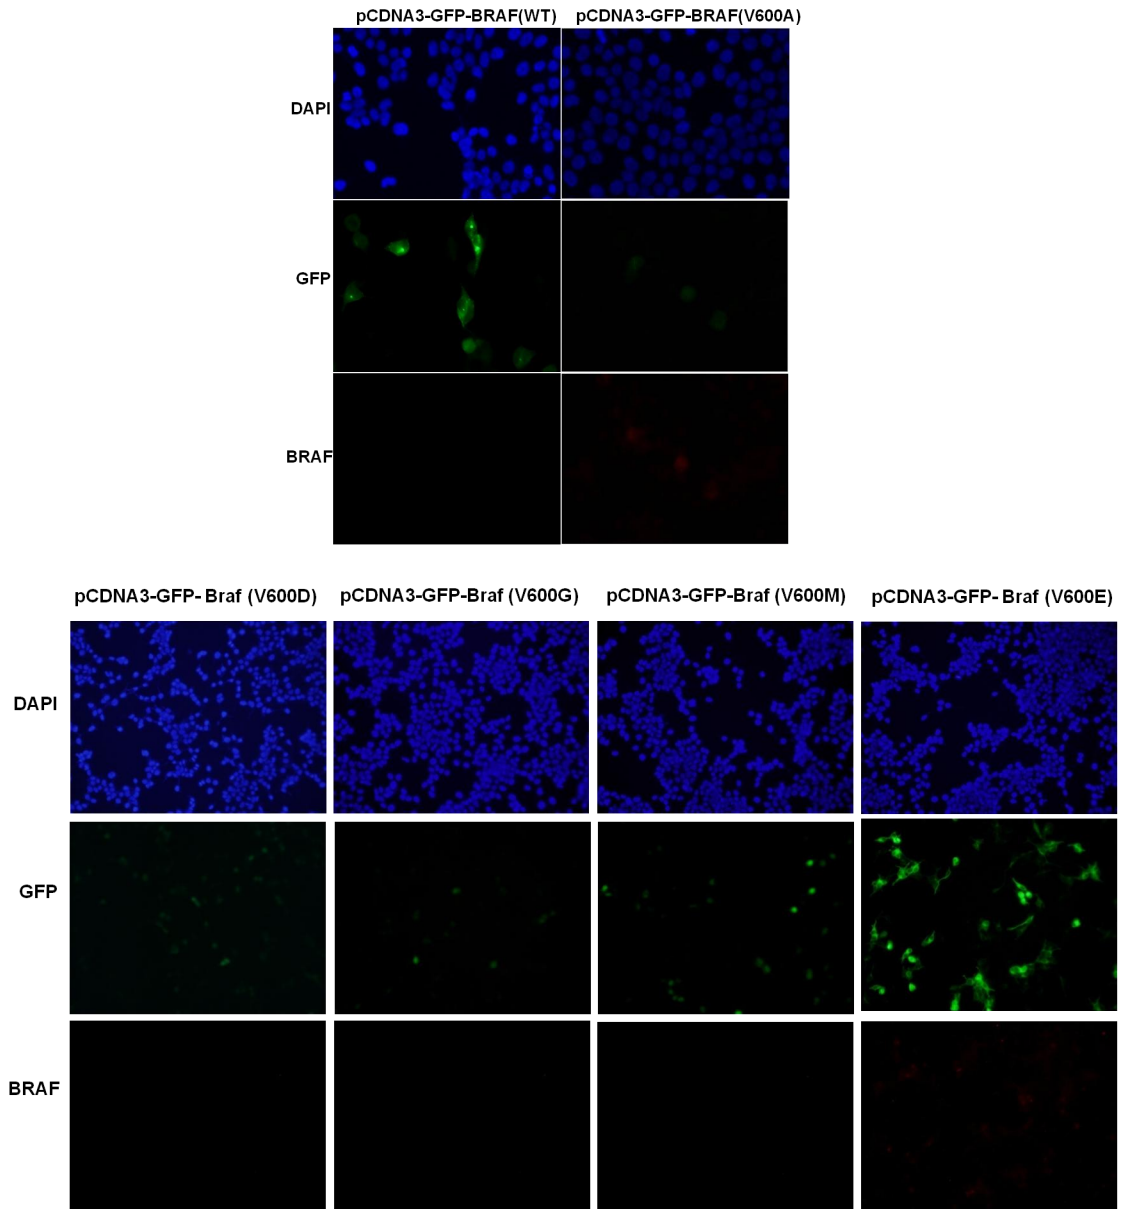 pCDNA3-GFP-BRAF(WT) pCDNA3-GFP-BRAF(V600A)
DAPI
GFP
BRAF
pCDNA3-GFP- Braf (V600D) pCDNA3-GFP-Braf (V600G) pCDNA3-GFP-Braf (V600M) pCDNA3-GFP- Braf (V600E)
DAPI
GFP
BRAF